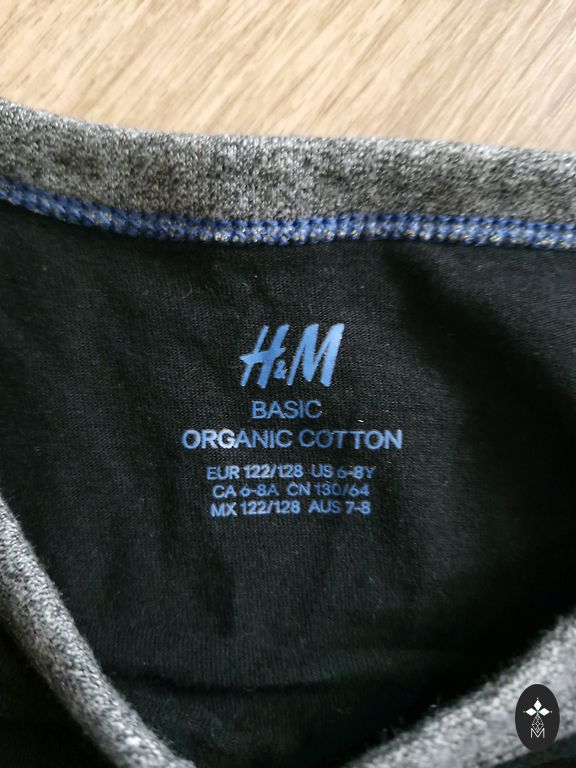 H&M
BASIC
ORGANIC COTTON
EUR 122/128 US 6-8Y
CA 6-8A CN 130/64
MX 122/128 AUS 7-8
M